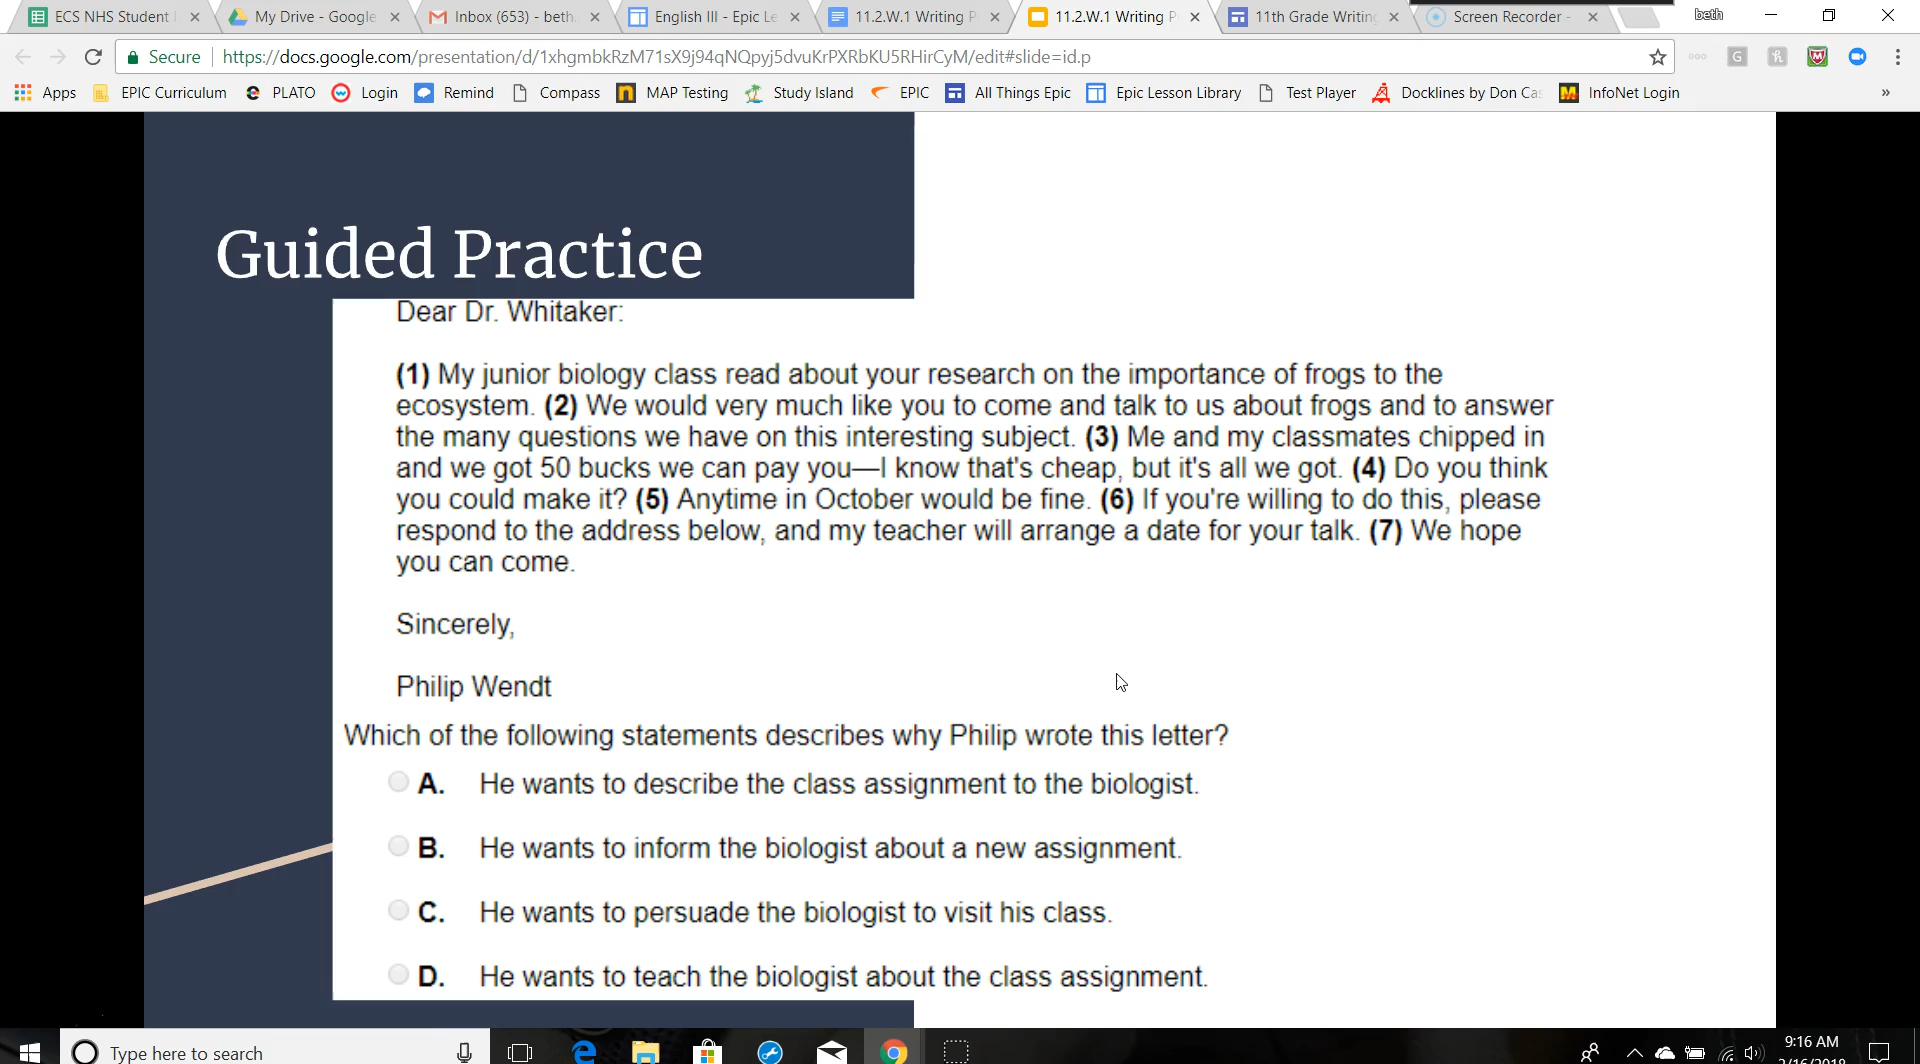 ECS NHS Student
My Drive - Google
Inbox (653) - beth.
English III - Epic Le
11.2.W.1 Writing P
11.2.W.1 Writing P
11th Grade Writing
Screen Recorder -
beth
Secure https://docs.google.com/presentation/d/1xhgmbkRzM71sX9j94qNQpyj5dvuKrPXRbKU5RHirCyM/edit#slide=id.p
Apps EPIC Curriculum PLATO Login Remind Compass MAP Testing Study Island EPIC All Things Epic Epic Lesson Library Test Player Docklines by Don Ca InfoNet Login »
Guided Practice
Dear Dr. Whitaker:
(1) My junior biology class read about your research on the importance of frogs to the
ecosystem. (2) We would very much like you to come and talk to us about frogs and to answer
the many questions we have on this interesting subject. (3) Me and my classmates chipped in
and we got 50 bucks we can pay you—I know that's cheap, but it's all we got. (4) Do you think
you could make it? (5) Anytime in October would be fine. (6) If you're willing to do this, please
respond to the address below, and my teacher will arrange a date for your talk. (7) We hope
you can come.
Sincerely,
Philip Wendt
Which of the following statements describes why Philip wrote this letter?
A. He wants to describe the class assignment to the biologist.
B. He wants to inform the biologist about a new assignment.
C. He wants to persuade the biologist to visit his class.
D. He wants to teach the biologist about the class assignment.
Type here to search
9:16 AM
2/16/2018